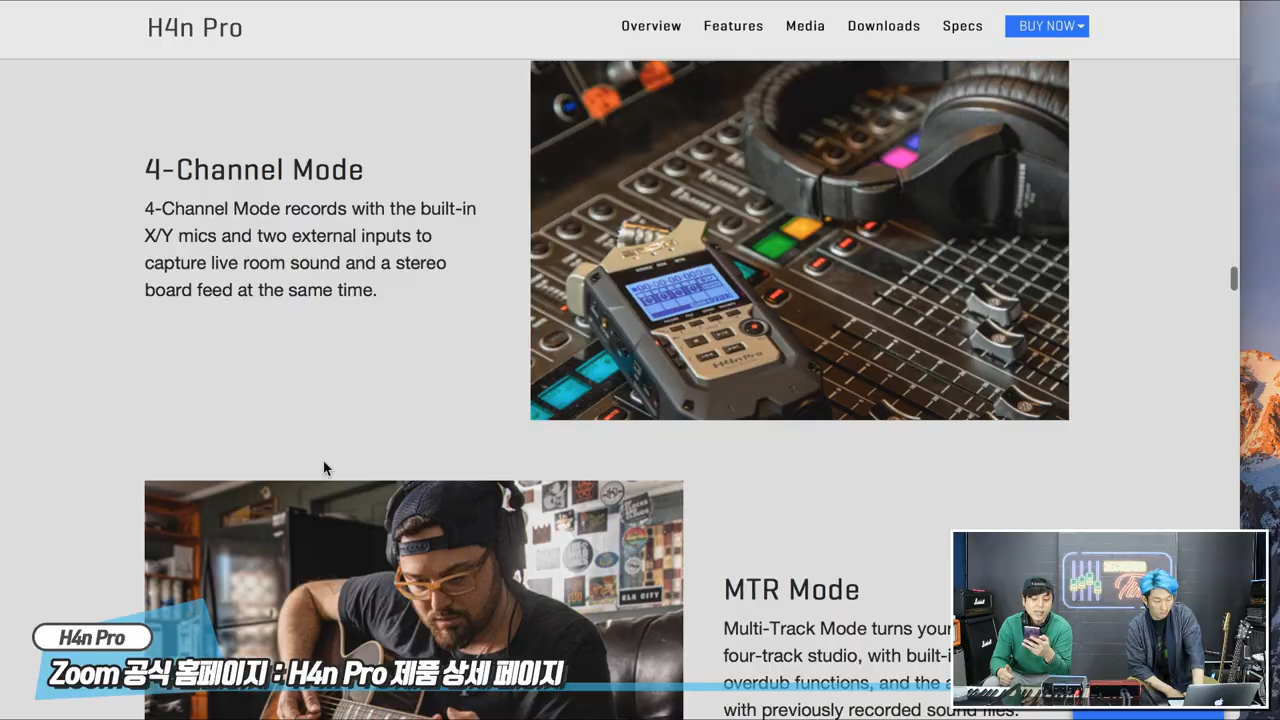 H4n Pro
Overview
Features
Media
Downloads
Specs
BUY NOW
4-Channel Mode
4-Channel Mode records with the built-in
X/Y mics and two external inputs to
capture live room sound and a stereo
board feed at the same time.
H4n Pro
ELK CITY
MTR Mode
Multi-Track Mode turns your
four-track studio, with built-i
overdub functions, and the a
with previously recorded sound files.
H4n Pro
Zoom 공식 홈페이지 : H4n Pro 제품 상세 페이지